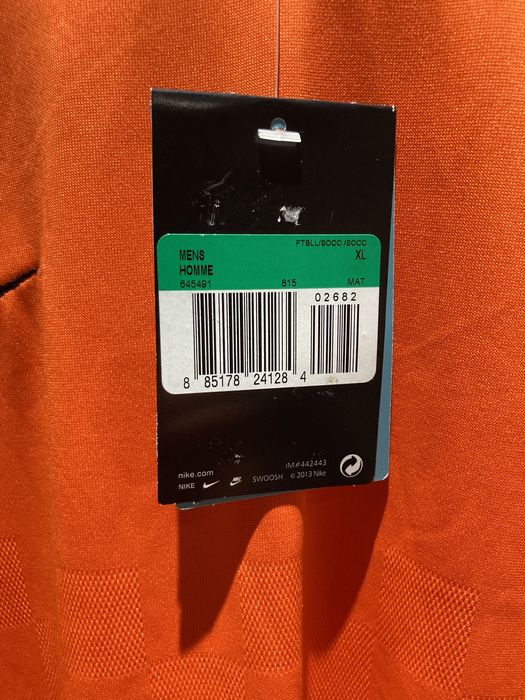 FTBLL/SOCC /SOCC
MENS XL
HOMME
645491 815 MAT
02682
8 85178 24128 4
IM#442443
nike.com
NIKE SWOOSH © 2013 Nike